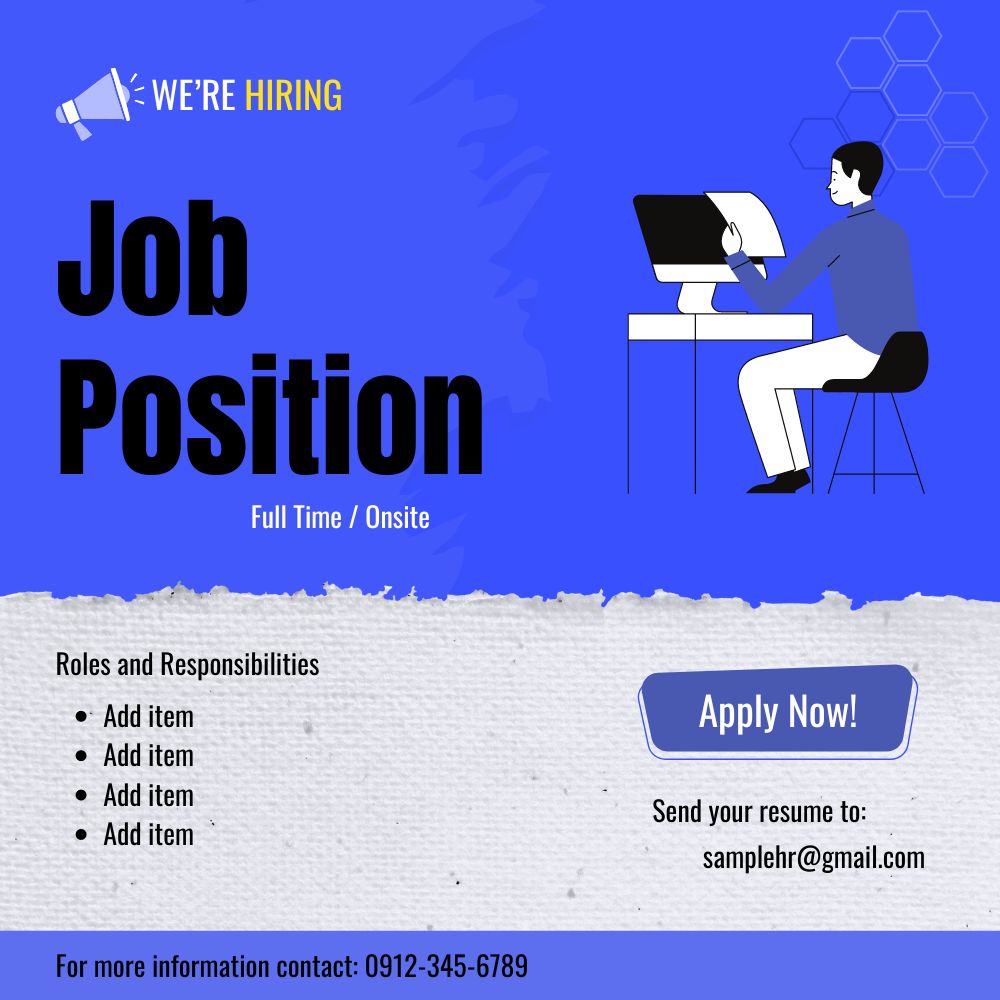 WE'RE HIRING
Job
Position
Full Time / Onsite
Roles and Responsibilities
• Add item
• Add item
• Add item
• Add item
Apply Now!
Send your resume to:
samplehr@gmail.com
For more information contact: 0912-345-6789